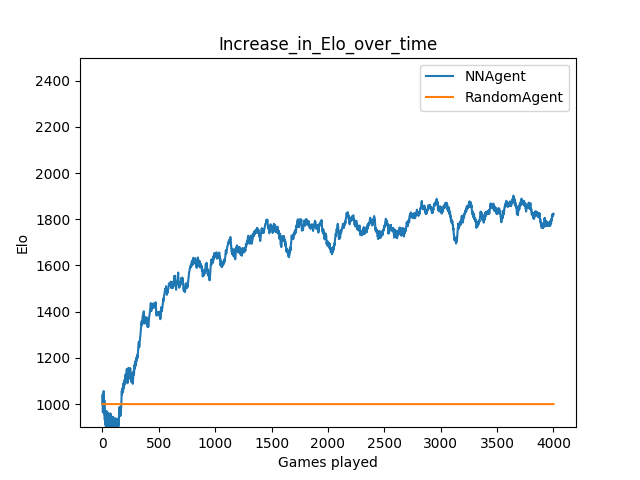 Increase_in_Elo_over_time
NNAgent
RandomAgent
2400
2200
2000
1800
1600
1400
1200
1000
Elo
0 500 1000 1500 2000 2500 3000 3500 4000
Games played